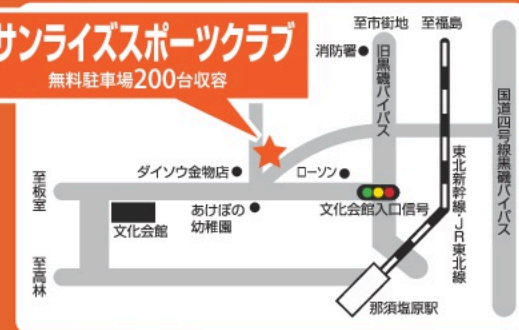 サンライズスポーツクラブ
無料駐車場200台収容
至市街地
至福島
消防署
旧黒磯バイパス
国道四号線黒磯バイパス
東北新幹線・JR東北線
ダイソウ金物店
ローソン
至板室
あけぼの
幼稚園
文化会館入口信号
文化会館
至高林
那須塩原駅